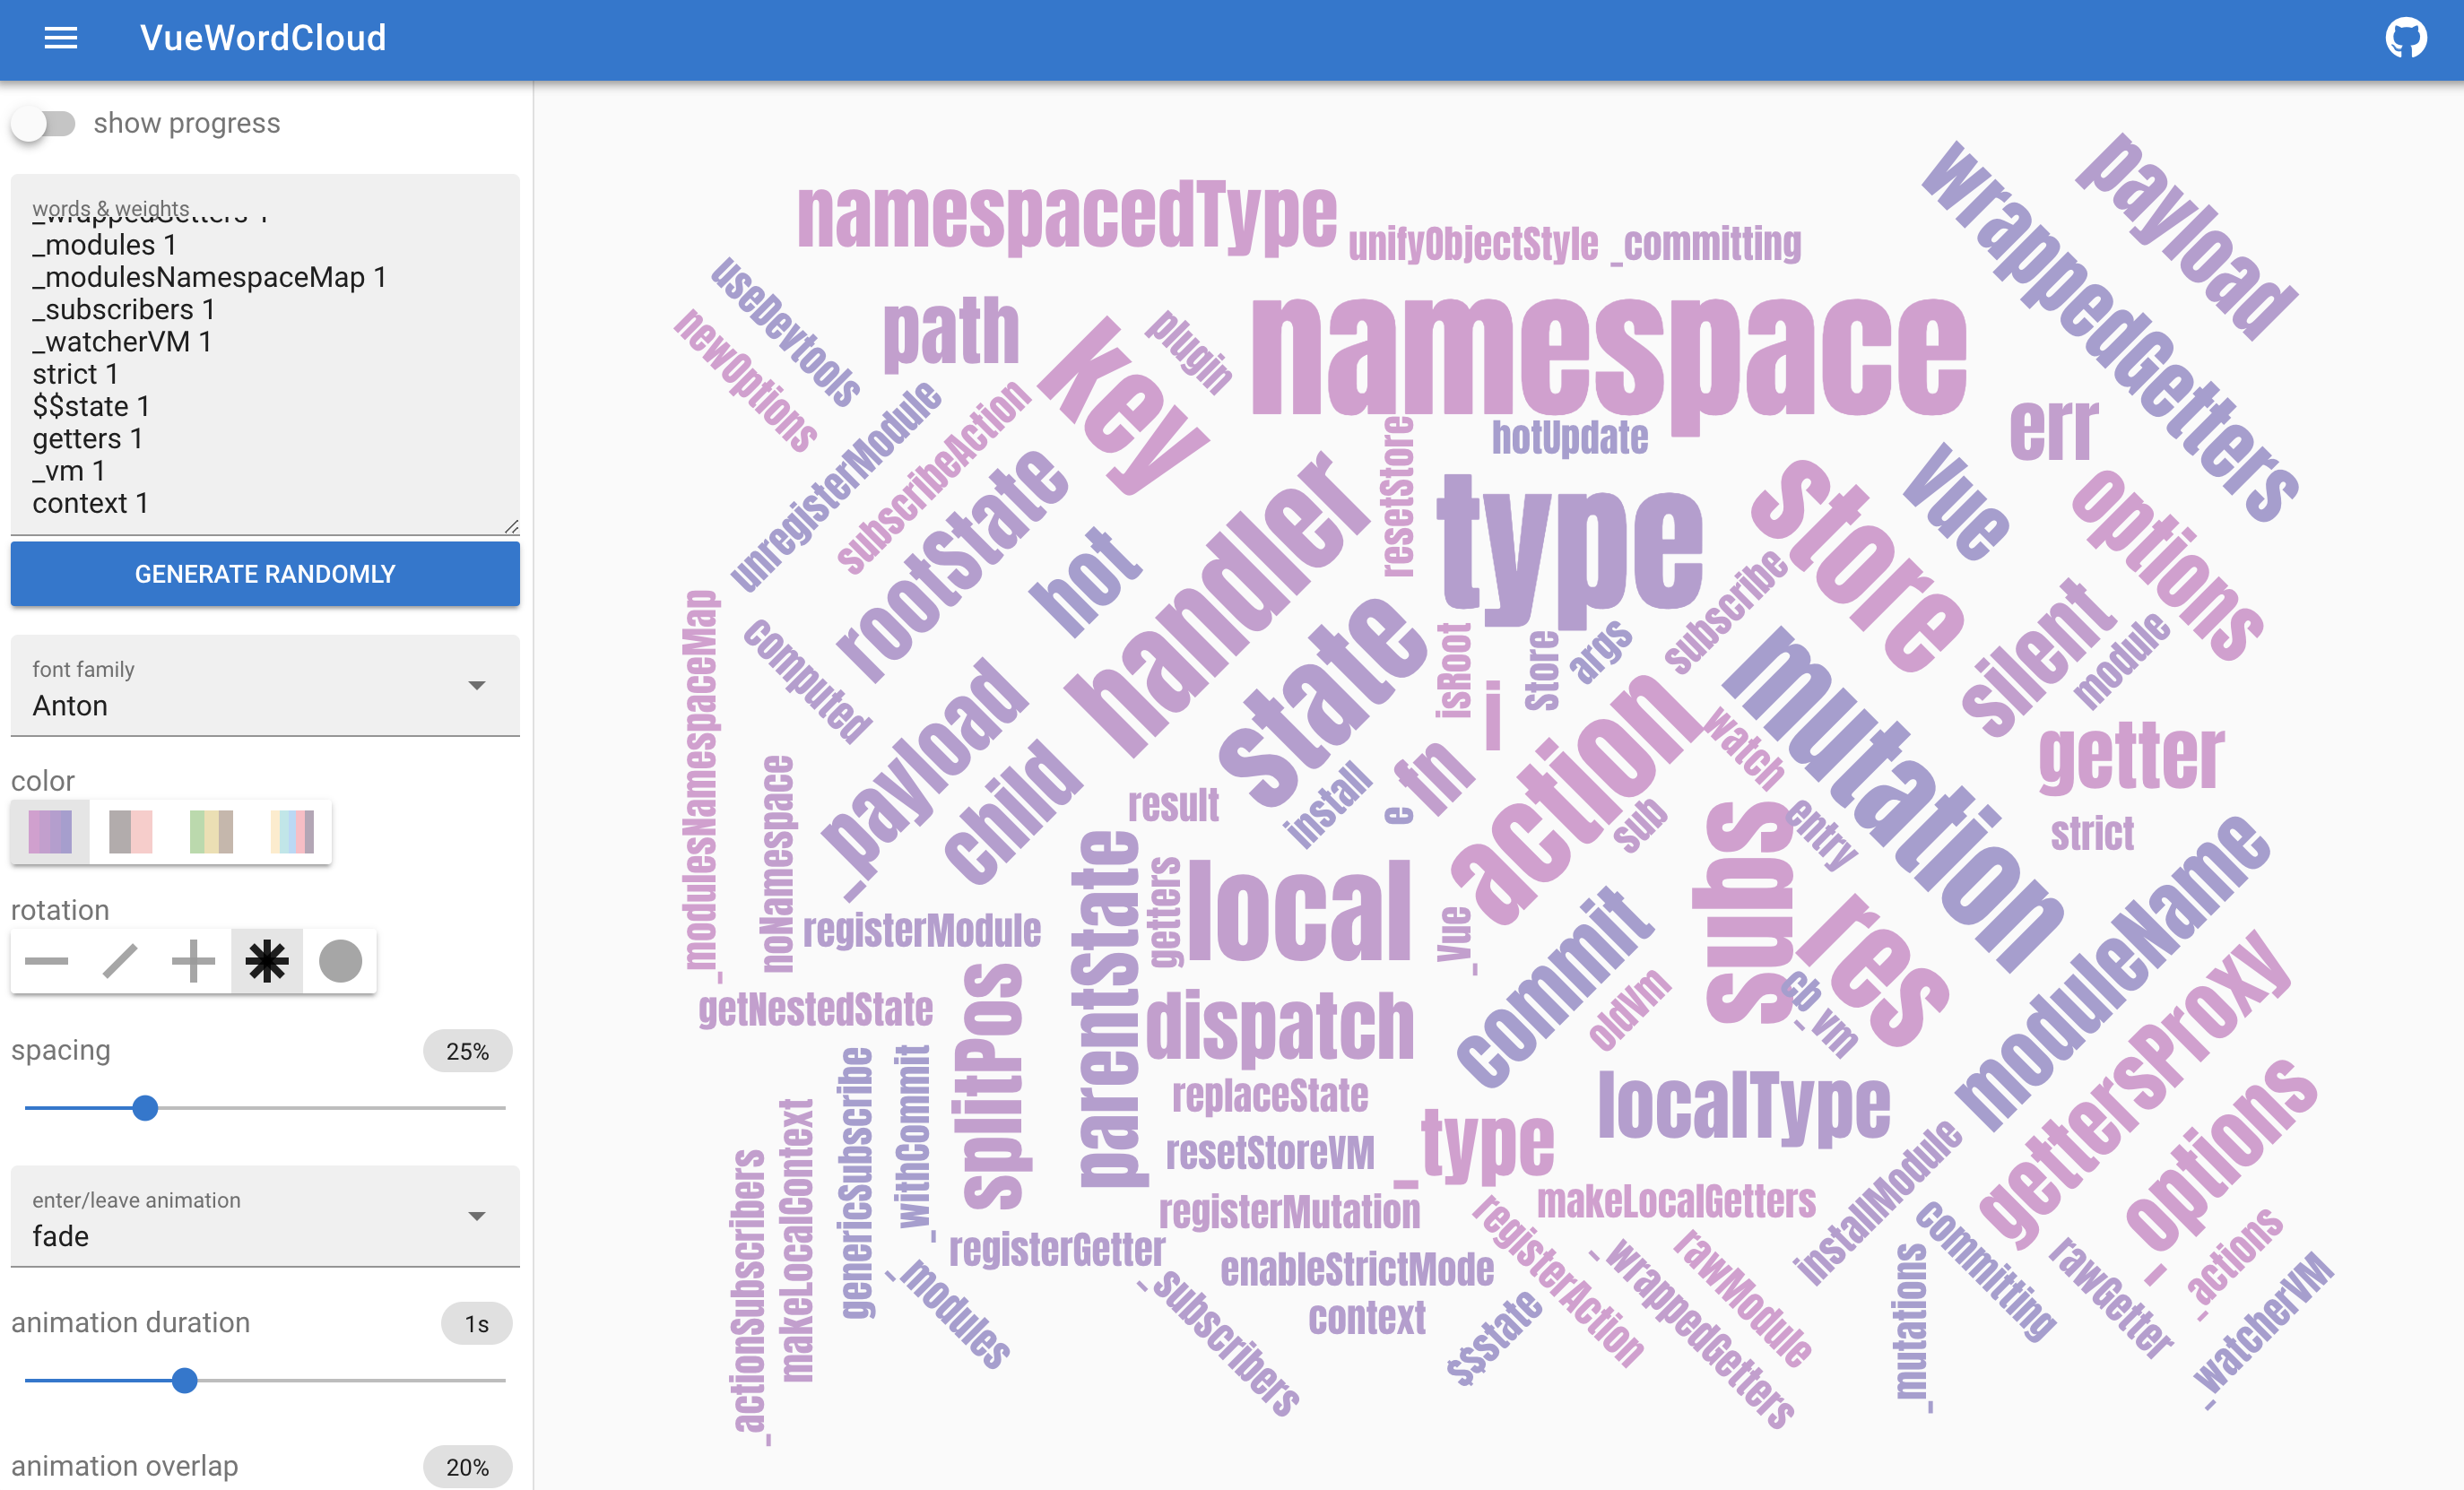 VueWordCloud
show progress
words & weights
_wrappedGetters 1
_modules 1
_modulesNamespaceMap 1
_subscribers 1
_watcherVM 1
strict 1
$$state 1
getters 1
_vm 1
context 1
GENERATE RANDOMLY
font family
Anton
color
rotation
spacing
25%
enter/leave animation
fade
animation duration
1s
animation overlap
20%
namespacedType
unifyObjectStyle
_committing
wrappedGetters
payload
useDevtools
newOptions
path
key
plugin
namespace
err
hotUpdate
unregisterModule
subscribeAction
rootState
hot
handler
resetStore
type
store
Vue
options
subscribe
silent
module
_modulesNamespaceMap
computed
state
isRoot
Store
args
i
mutation
_payload
child
noNamespace
result
install
e
fn
action
watch
sub
entry
getter
strict
subs
registerModule
parentState
getters
local
_Vue
commit
res
moduleName
getNestedState
splitPos
dispatch
oldVm
cb
_vm
gettersProxy
genericSubscribe
_withCommit
replaceState
localType
_options
resetStoreVM
_type
_actionSubscribers
makeLocalContext
registerMutation
makeLocalGetters
installModule
committing
registerGetter
enableStrictMode
registerAction
_wrappedGetters
rawModule
_mutations
rawGetter
_actions
_modules
_subscribers
context
$$state
_watcherVM